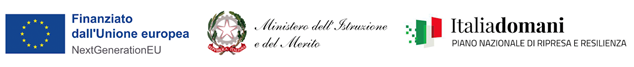 Finanziato
dall'Unione europea
NextGenerationEU
Ministero dell'Istruzione
e del Merito
Italiadomani
PIANO NAZIONALE DI RIPRESA E RESILIENZA